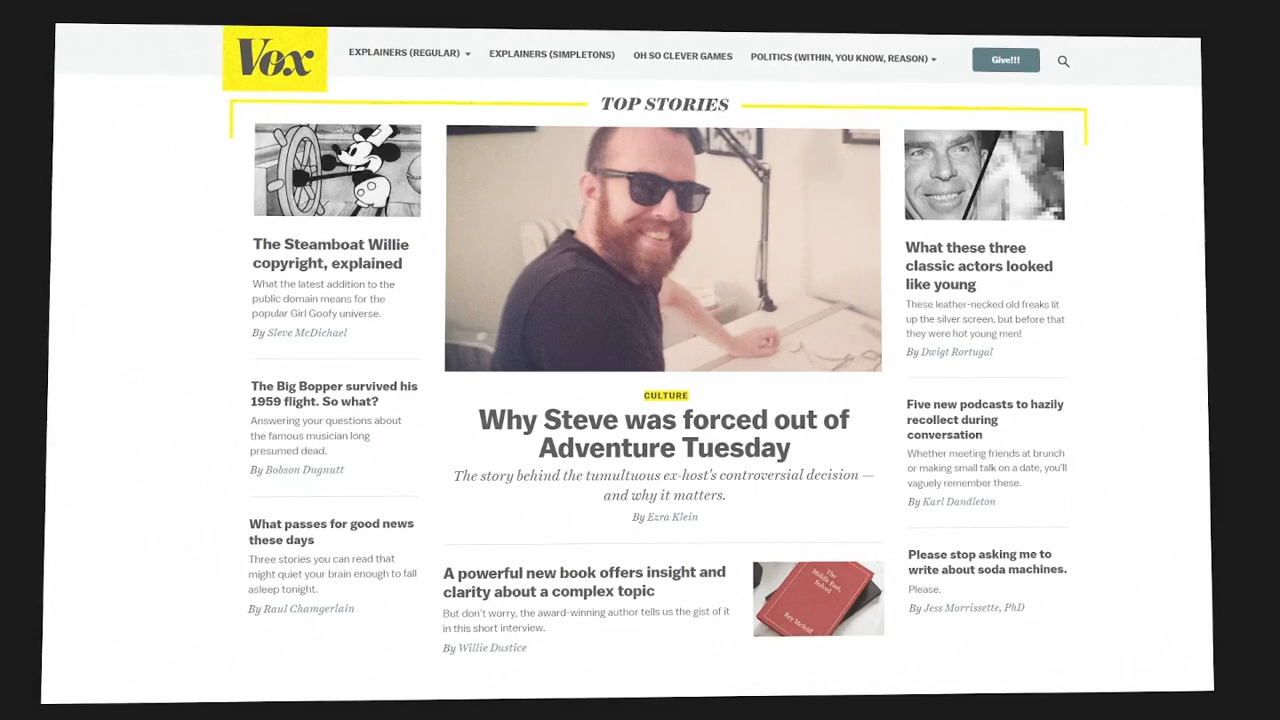 Vox
EXPLAINERS (REGULAR)
EXPLAINERS (SIMPLETONS)
OH SO CLEVER GAMES
POLITICS (WITHIN, YOU KNOW, REASON)
Give!!!
TOP STORIES
The Steamboat Willie
copyright, explained
What the latest addition to the
public domain means for the
popular Girl Goofy universe.
By Sleve McDichael
The Big Bopper survived his
1959 flight. So what?
Answering your questions about
the famous musician long
presumed dead.
By Bobson Dugnutt
What passes for good news
these days
Three stories you can read that
might quiet your brain enough to fall
asleep tonight.
By Raul Chamgerlain
CULTURE
Why Steve was forced out of
Adventure Tuesday
The story behind the tumultuous ex-host's controversial decision —
and why it matters.
By Ezra Klein
A powerful new book offers insight and
clarity about a complex topic
But don't worry, the award-winning author tells us the gist of it
in this short interview.
By Willie Dustice
The
Middle East,
Solved
Rey McSriff
What these three
classic actors looked
like young
These leather-necked old freaks lit
up the silver screen, but before that
they were hot young men!
By Dwigt Rortugal
Five new podcasts to hazily
recollect during
conversation
Whether meeting friends at brunch
or making small talk on a date, you'll
vaguely remember these.
By Karl Dandleton
Please stop asking me to
write about soda machines.
Please.
By Jess Morrissette, PhD